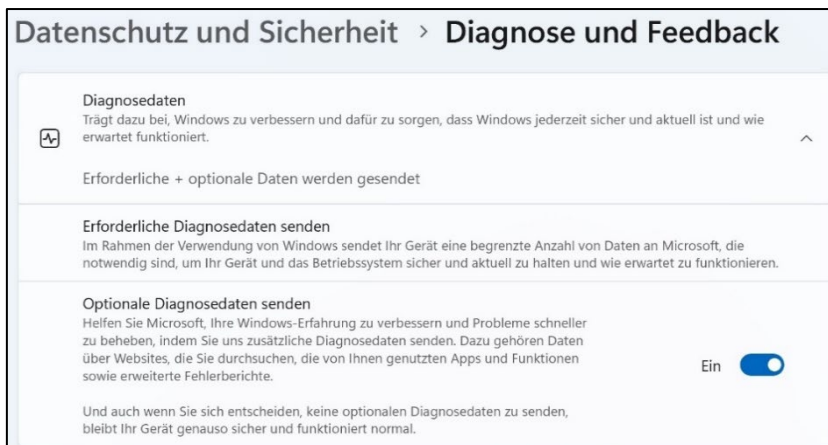 Datenschutz und Sicherheit > Diagnose und Feedback
Diagnosedaten
Trägt dazu bei, Windows zu verbessern und dafür zu sorgen, dass Windows jederzeit sicher und aktuell ist und wie
erwartet funktioniert.
Erforderliche + optionale Daten werden gesendet
Erforderliche Diagnosedaten senden
Im Rahmen der Verwendung von Windows sendet Ihr Gerät eine begrenzte Anzahl von Daten an Microsoft, die
notwendig sind, um Ihr Gerät und das Betriebssystem sicher und aktuell zu halten und wie erwartet zu funktionieren.
Optionale Diagnosedaten senden
Helfen Sie Microsoft, Ihre Windows-Erfahrung zu verbessern und Probleme schneller
zu beheben, indem Sie uns zusätzliche Diagnosedaten senden. Dazu gehören Daten
über Websites, die Sie durchsuchen, die von Ihnen genutzten Apps und Funktionen
sowie erweiterte Fehlerberichte.
Ein
Und auch wenn Sie sich entscheiden, keine optionalen Diagnosedaten zu senden,
bleibt Ihr Gerät genauso sicher und funktioniert normal.